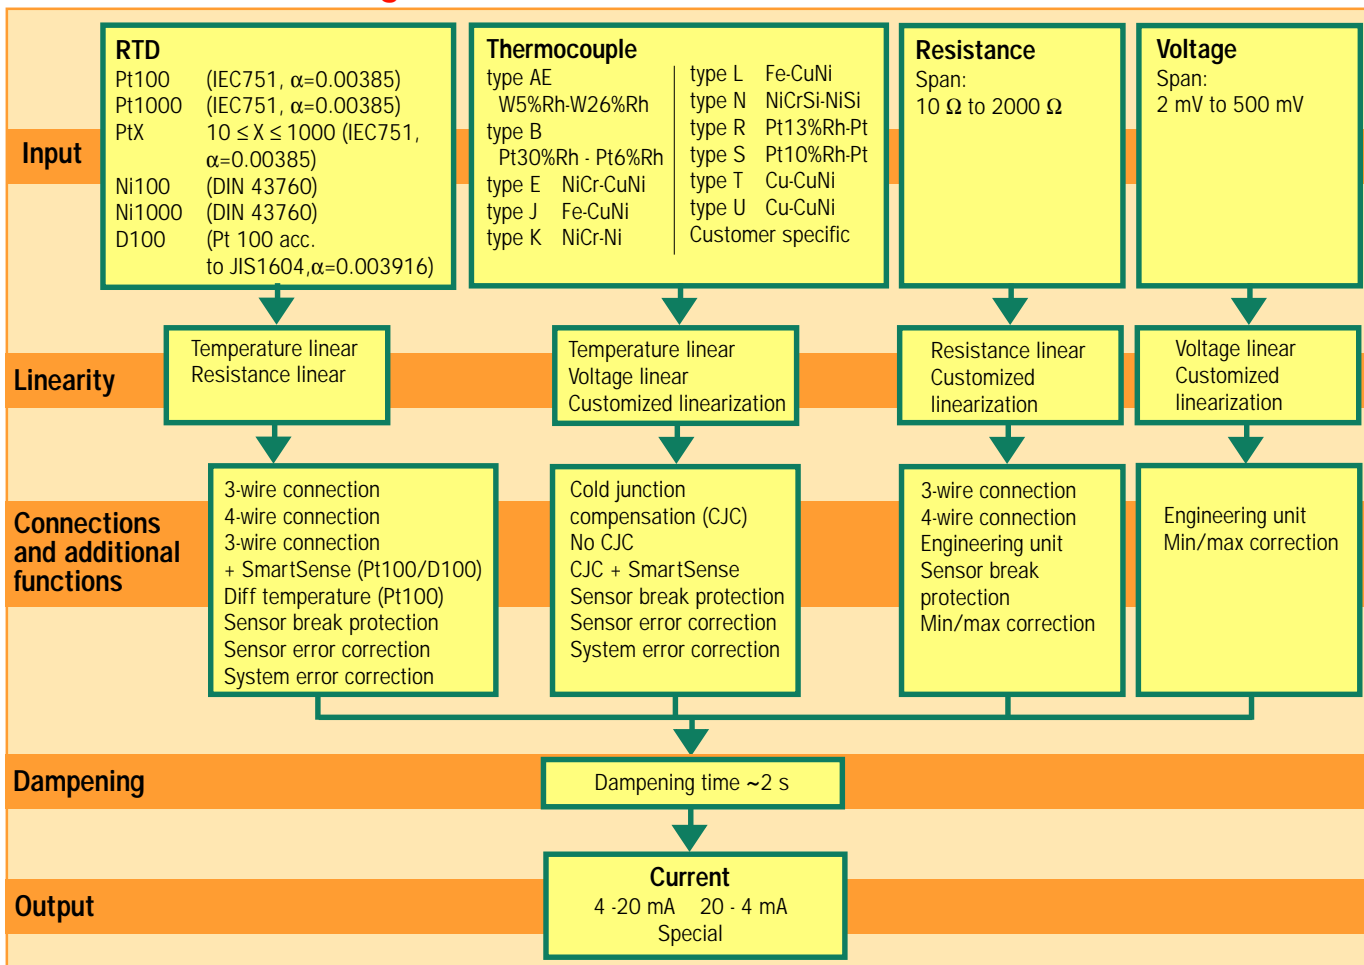 Input
RTD
Pt100 (IEC751, α=0.00385)
Pt1000 (IEC751, α=0.00385)
PtX 10 ≤ X ≤ 1000 (IEC751,
α=0.00385)
Ni100 (DIN 43760)
Ni1000 (DIN 43760)
D100 (Pt 100 acc.
to JIS1604,α=0.003916)
Thermocouple
type AE
W5%Rh-W26%Rh
type B
Pt30%Rh - Pt6%Rh
type E NiCr-CuNi
type J Fe-CuNi
type K NiCr-Ni
type L Fe-CuNi
type N NiCrSi-NiSi
type R Pt13%Rh-Pt
type S Pt10%Rh-Pt
type T Cu-CuNi
type U Cu-CuNi
Customer specific
Resistance
Span:
10 Ω to 2000 Ω
Voltage
Span:
2 mV to 500 mV
Linearity
Temperature linear
Resistance linear
Temperature linear
Voltage linear
Customized linearization
Resistance linear
Customized
linearization
Voltage linear
Customized
linearization
Connections
and additional
functions
3-wire connection
4-wire connection
3-wire connection
+ SmartSense (Pt100/D100)
Diff temperature (Pt100)
Sensor break protection
Sensor error correction
System error correction
Cold junction
compensation (CJC)
No CJC
CJC + SmartSense
Sensor break protection
Sensor error correction
System error correction
3-wire connection
4-wire connection
Engineering unit
Sensor break
protection
Min/max correction
Engineering unit
Min/max correction
Dampening
Dampening time ~2 s
Output
Current
4 -20 mA 20 - 4 mA
Special